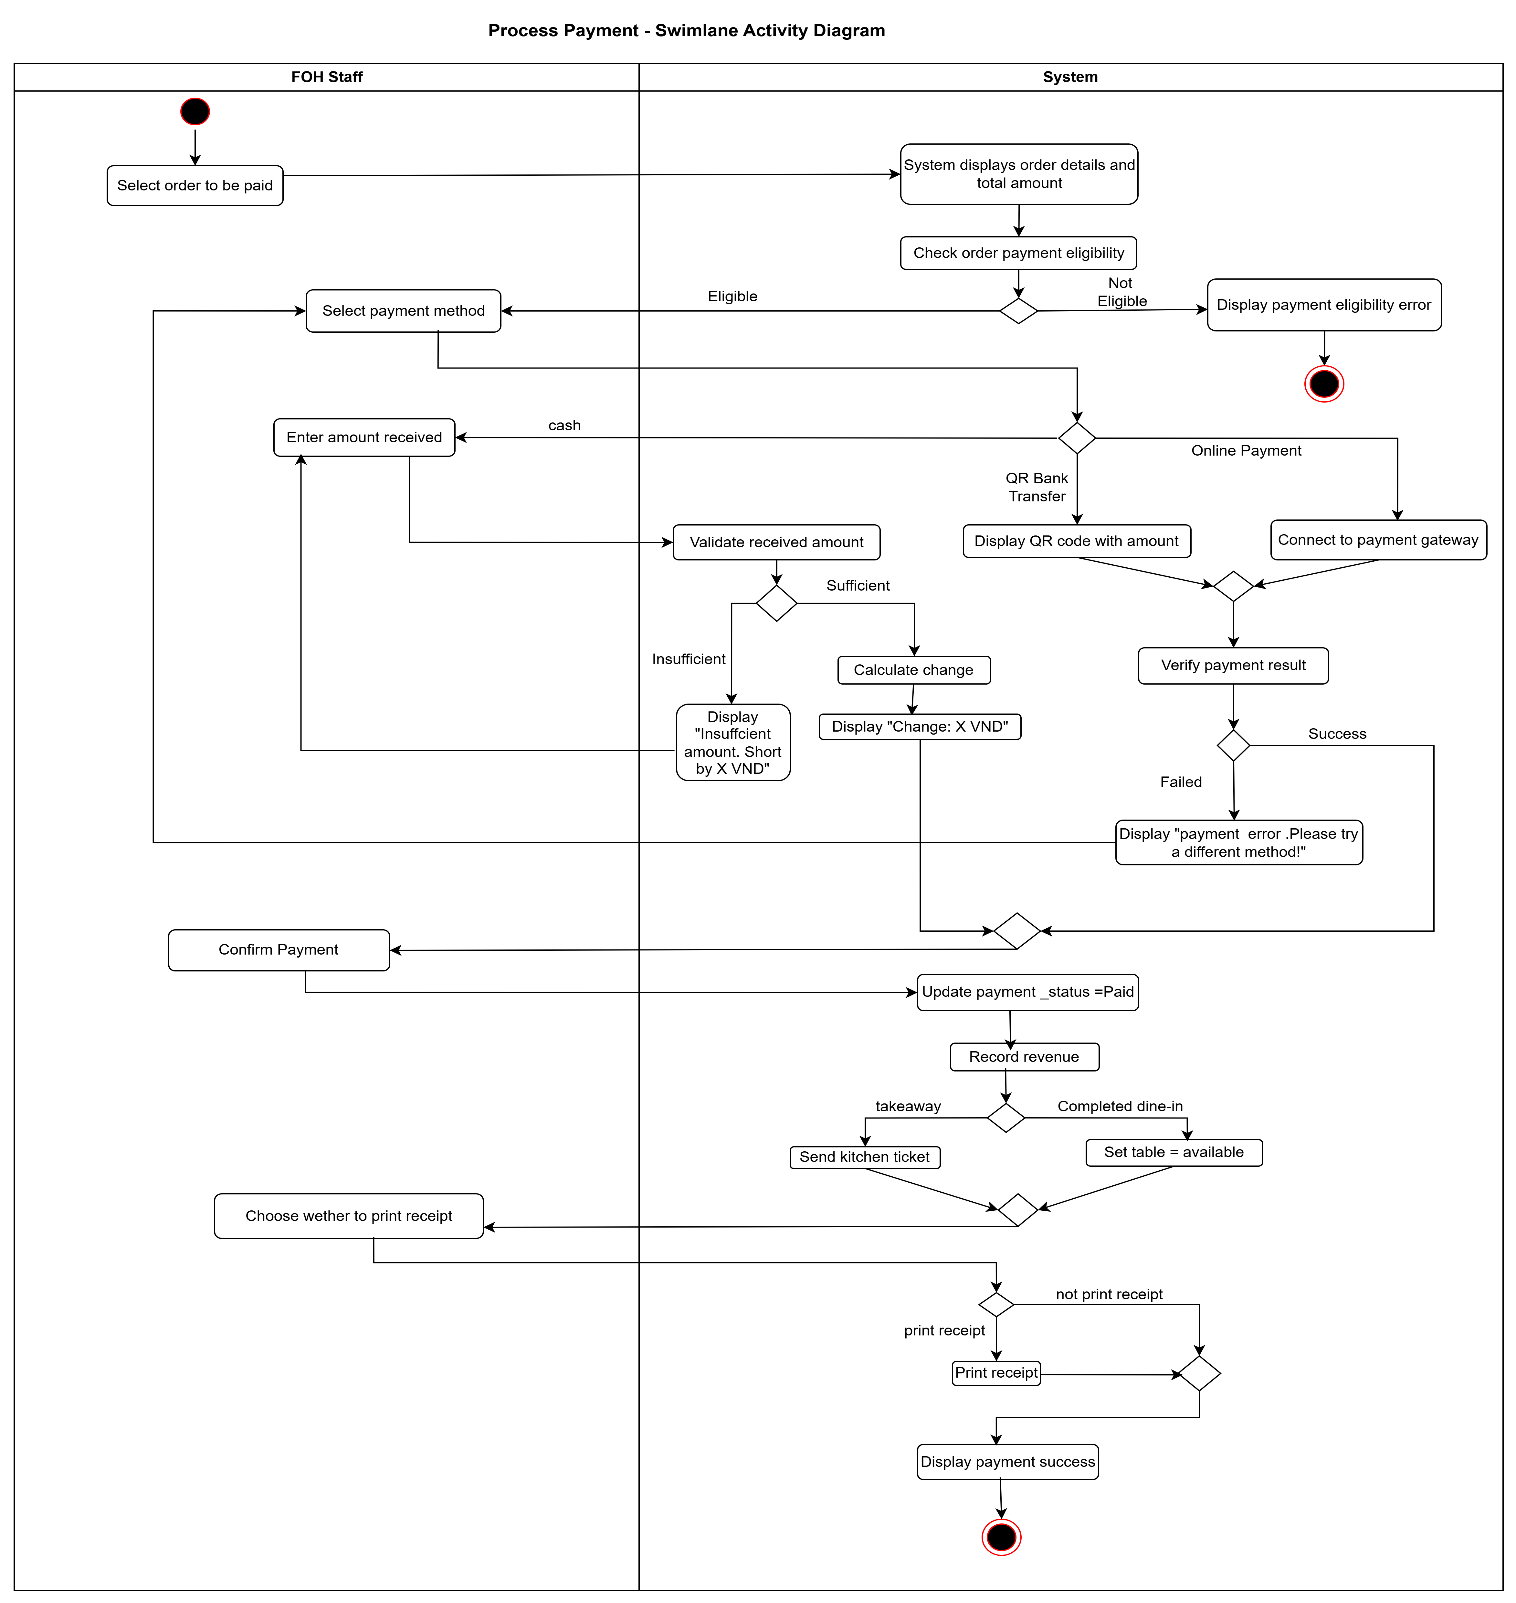 Process Payment - Swimlane Activity Diagram
FOH Staff
System
Select order to be paid
System displays order details and
total amount
Check order payment eligibility
Not
Eligible
Eligible
Select payment method
Display payment eligibility error
cash
Enter amount received
Online Payment
QR Bank
Transfer
Validate received amount
Display QR code with amount
Connect to payment gateway
Sufficient
Insufficient
Calculate change
Verify payment result
Display
"Insuffcient
amount. Short
by X VND"
Display "Change: X VND"
Success
Failed
Display "payment  error .Please try
a different method!"
Confirm Payment
Update payment _status =Paid
Record revenue
takeaway
Completed dine-in
Send kitchen ticket
Set table = available
Choose wether to print receipt
not print receipt
print receipt
Print receipt
Display payment success